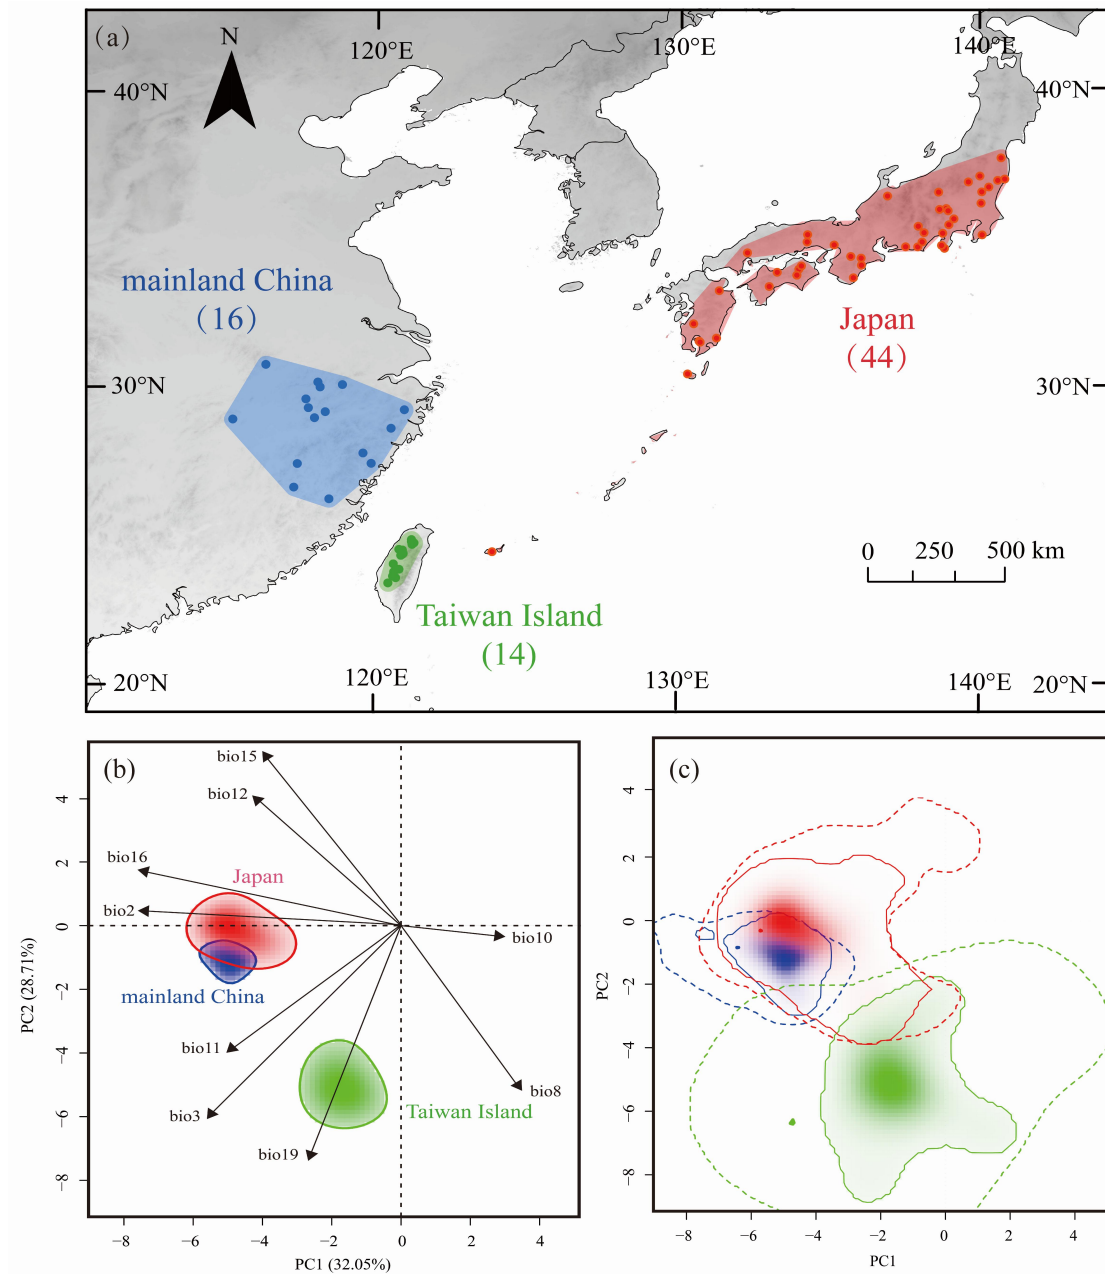 (a)
N
120°E
130°E
140°E
40°N
40°N
mainland China
(16)
Japan
(44)
30°N
30°N
0 250 500 km
Taiwan Island
(14)
20°N
120°E
130°E
140°E
20°N
(b)
bio15
bio12
bio16
Japan
bio2
bio10
mainland China
bio11
bio8
bio3
Taiwan Island
bio19
4
2
0
−2
−4
−6
−8
PC2 (28.71%)
−8 −6 −4 −2 0 2 4
PC1 (32.05%)
(c)
4
2
0
−2
−4
−6
−8
PC2
−8 −6 −4 −2 0 2 4
PC1